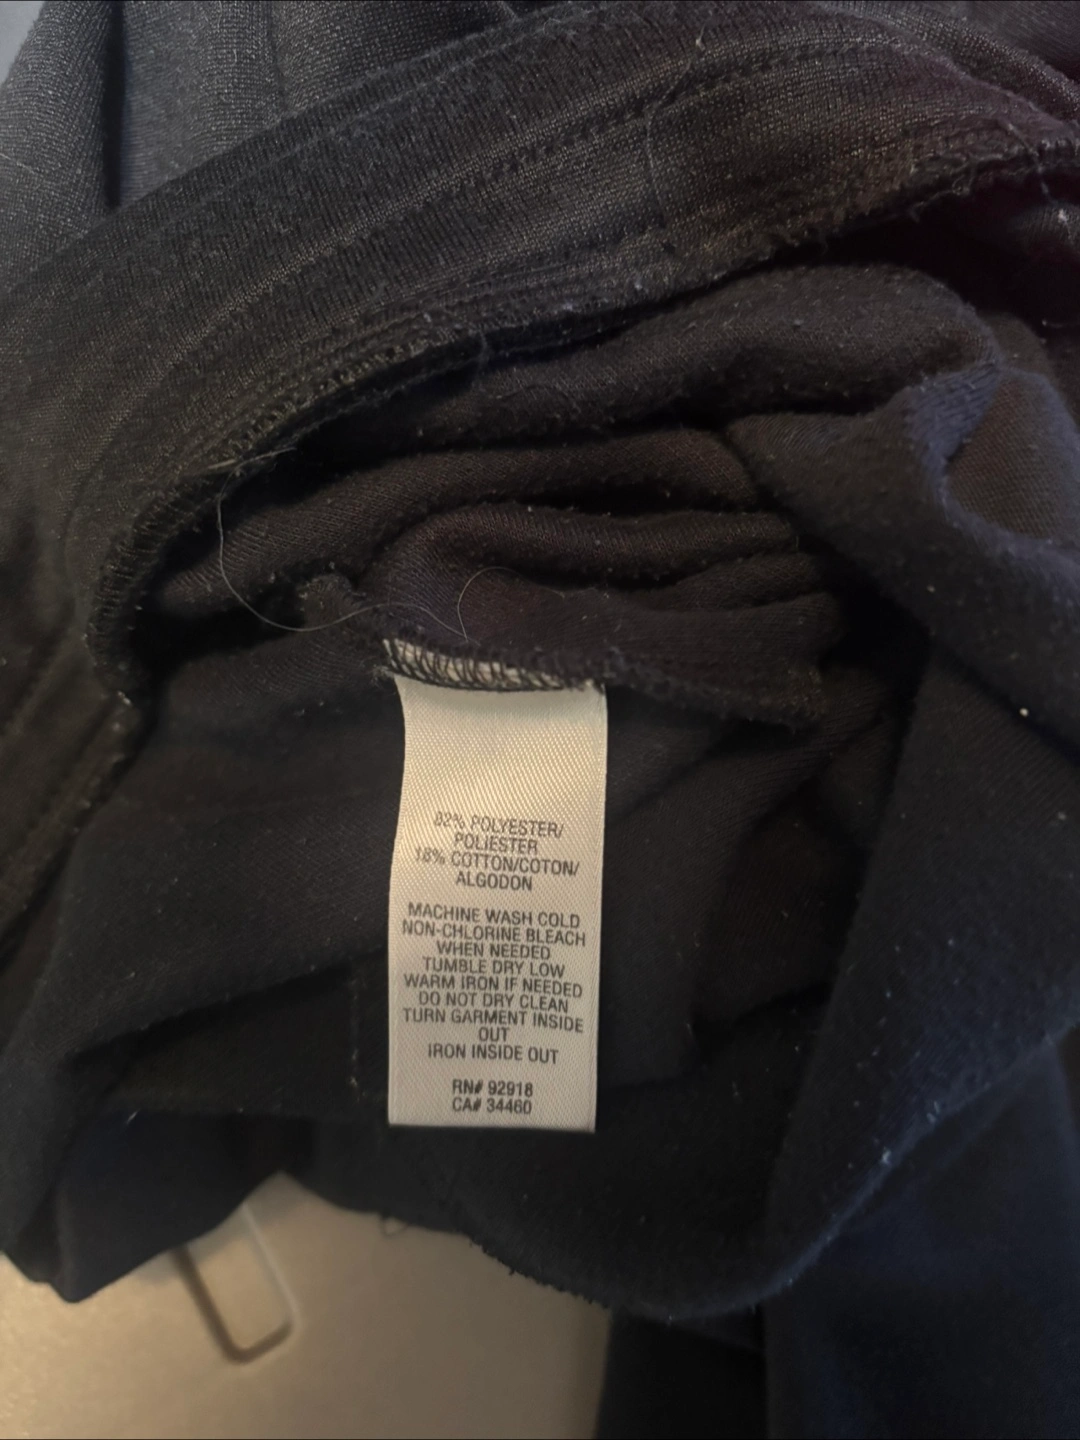 82% POLYESTER/
POLIESTER
18% COTTON/COTON/
ALGODON
MACHINE WASH COLD
NON-CHLORINE BLEACH
WHEN NEEDED
TUMBLE DRY LOW
WARM IRON IF NEEDED
DO NOT DRY CLEAN
TURN GARMENT INSIDE
OUT
IRON INSIDE OUT
RN# 92918
CA# 34460